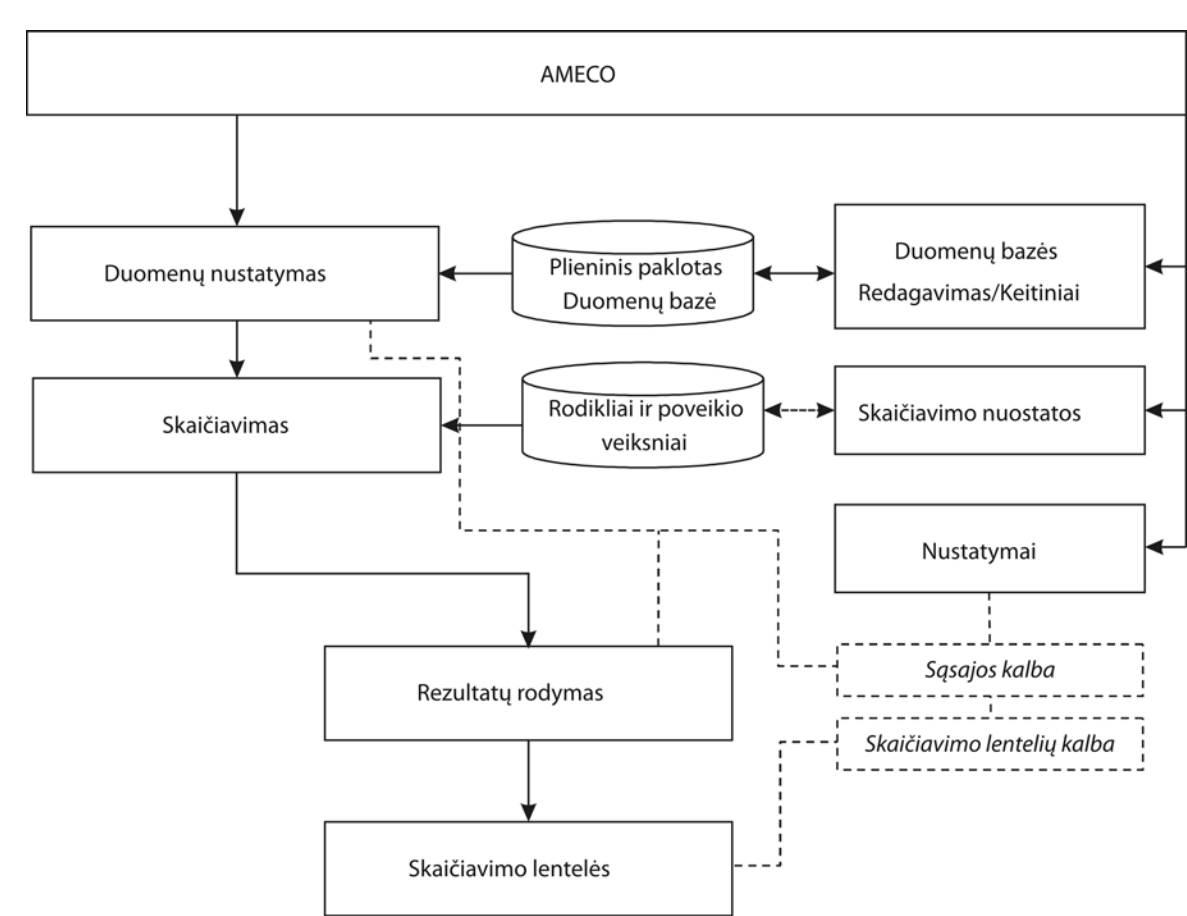 AMECO
Duomenų nustatymas
Plieninis paklotas
Duomenų bazė
Duomenų bazės
Redagavimas/Keitiniai
Skaičiavimas
Rodikliai ir poveikio
veiksniai
Skaičiavimo nuostatos
Nustatymai
Rezultatų rodymas
Sąsajos kalba
Skaičiavimo lentelių kalba
Skaičiavimo lentelės